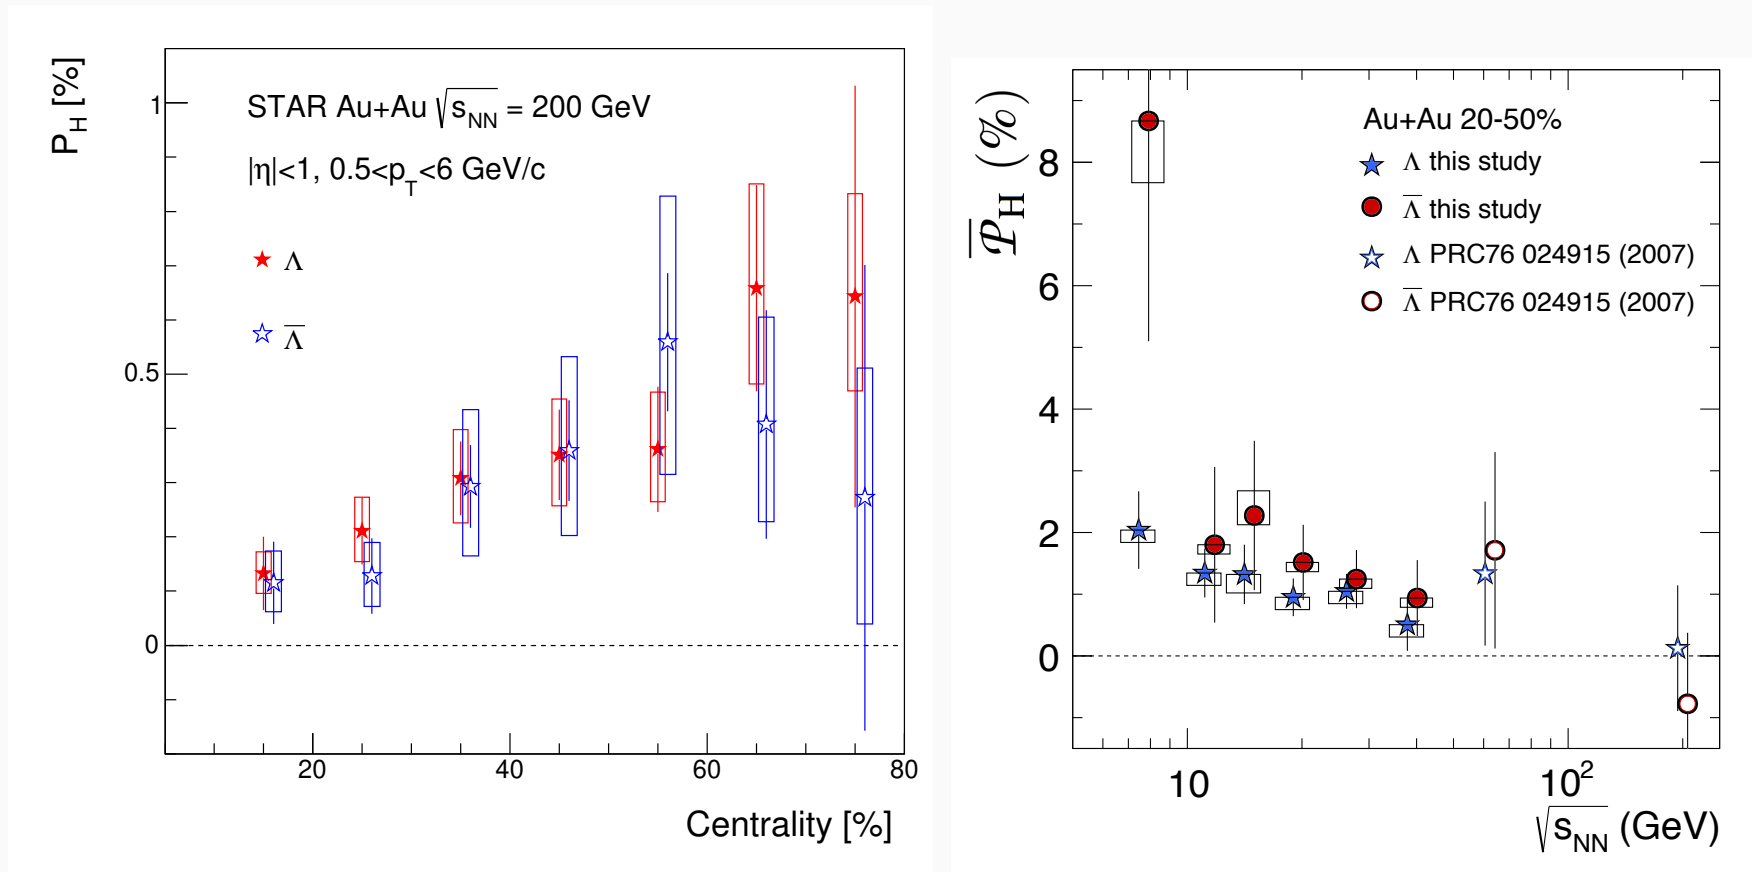 P_H [%]
STAR Au+Au √s_NN = 200 GeV
|η|<1, 0.5<p_T<6 GeV/c
Λ
Λ̅
1
0.5
0
20 40 60 80
Centrality [%]
P̅_H (%)
Au+Au 20-50%
Λ this study
Λ̅ this study
Λ PRC76 024915 (2007)
Λ̅ PRC76 024915 (2007)
8
6
4
2
0
10 10²
√s_NN (GeV)